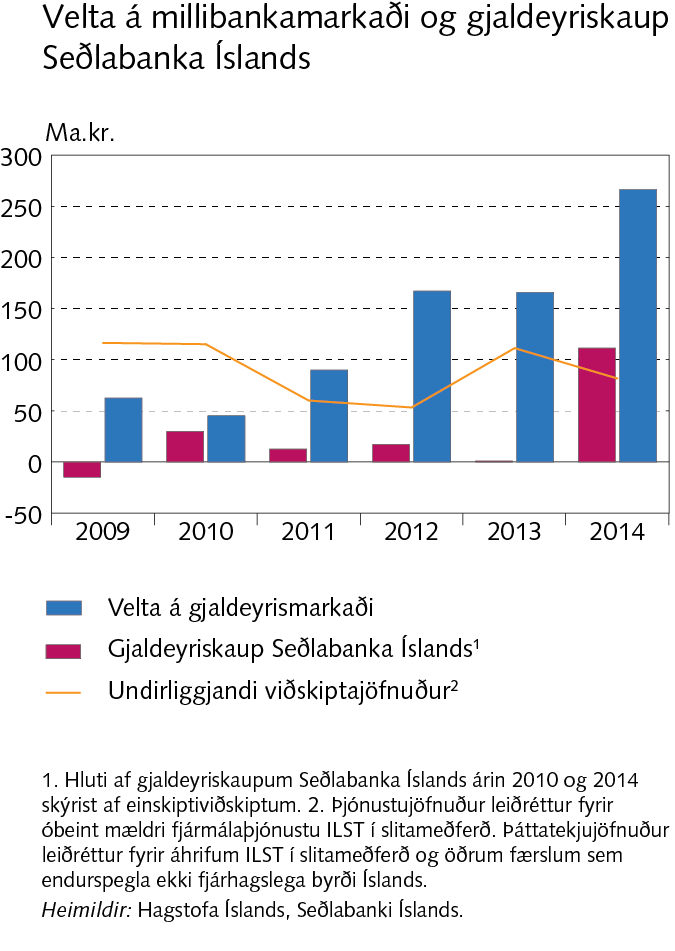 Velta á millibankamarkaði og gjaldeyriskaup
Seðlabanka Íslands
Ma.kr.
300
250
200
150
100
50
0
-50
2009 2010 2011 2012 2013 2014
Velta á gjaldeyrismarkaði
Gjaldeyriskaup Seðlabanka Íslands¹
Undirliggjandi viðskiptajöfnuður²
1. Hluti af gjaldeyriskaupum Seðlabanka Íslands árin 2010 og 2014
skýrist af einskiptiviðskiptum. 2. Þjónustujöfnuður leiðréttur fyrir
óbeint mældri fjármálaþjónustu ILST í slitameðferð. Þáttatekjujöfnuður
leiðréttur fyrir áhrifum ILST í slitameðferð og öðrum færslum sem
endurspegla ekki fjárhagslega byrði Íslands.
Heimildir: Hagstofa Íslands, Seðlabanki Íslands.